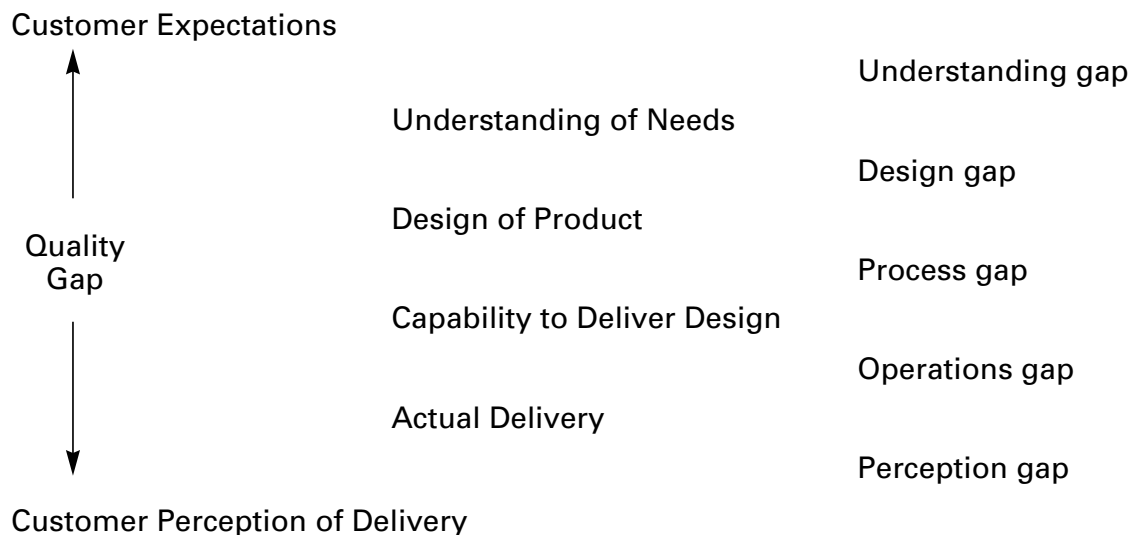 Customer Expectations
Understanding gap
Understanding of Needs
Design gap
Design of Product
Quality
Gap
Process gap
Capability to Deliver Design
Operations gap
Actual Delivery
Perception gap
Customer Perception of Delivery